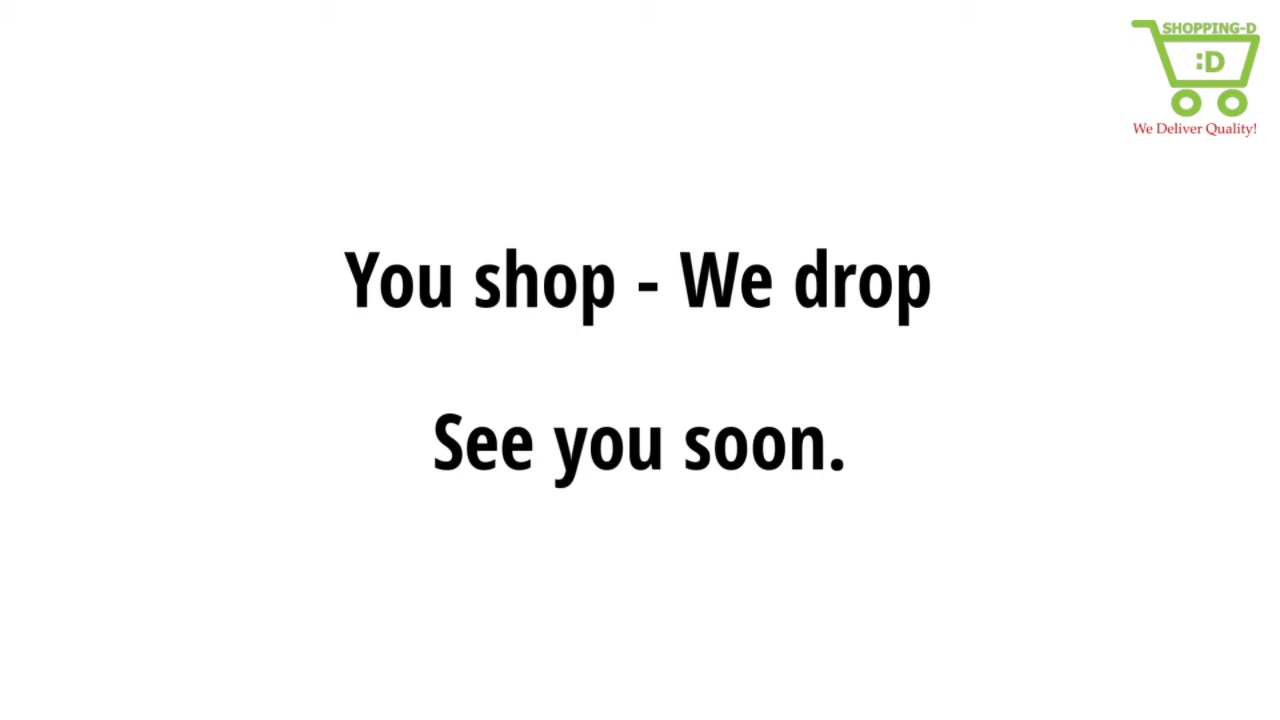 SHOPPING-D
:D
We Deliver Quality!
You shop - We drop
See you soon.